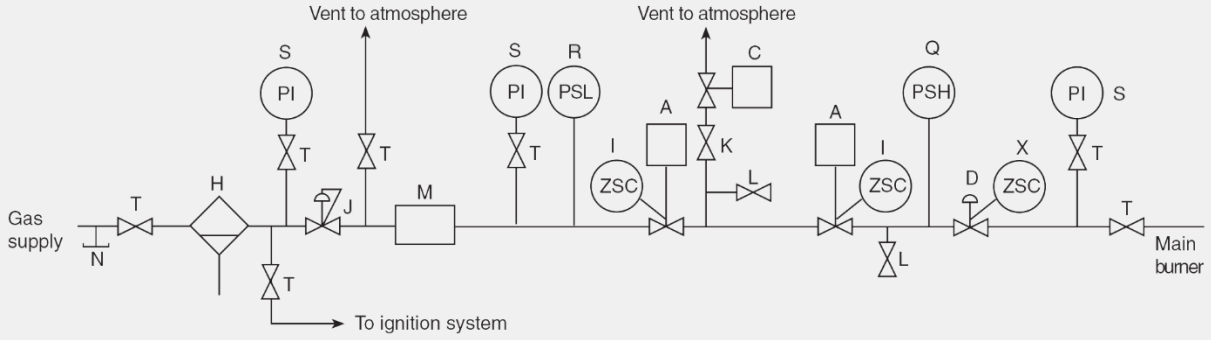 Vent to atmosphere
Vent to atmosphere
S
S
R
C
Q
PI
PI
PSL
PSH
PI
S
A
A
T
T
T
K
I
I
X
T
H
ZSC
ZSC
D
ZSC
T
M
L
T
J
Gas
supply
N
T
L
Main
burner
To ignition system